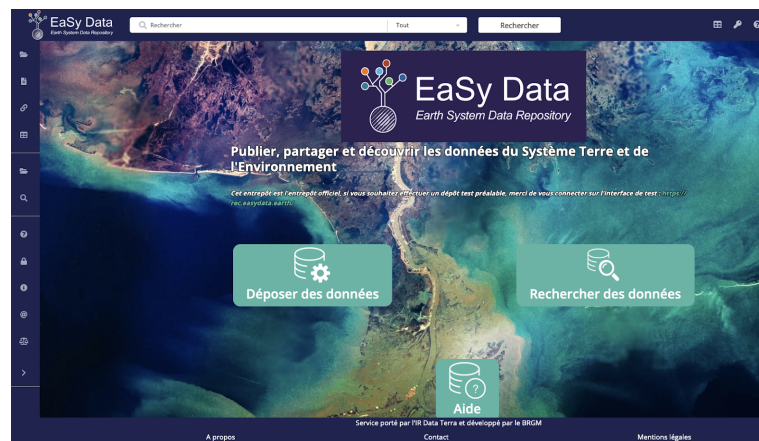 EaSy Data
Earth System Data Repository
Rechercher
Tout
Rechercher
EaSy Data
Earth System Data Repository
Publier, partager et découvrir les données du Système Terre et de
l'Environnement
Cet entrepôt est l'entrepôt officiel, si vous souhaiter effectuer un dépôt test préalable, merci de vous connecter sur l'interface de test : https://
rec.easydata.earth.
Déposer des données
Rechercher des données
Aide
Service porté par l'IR Data Terra et développé par le BRGM
A propos
Contact
Mentions légales